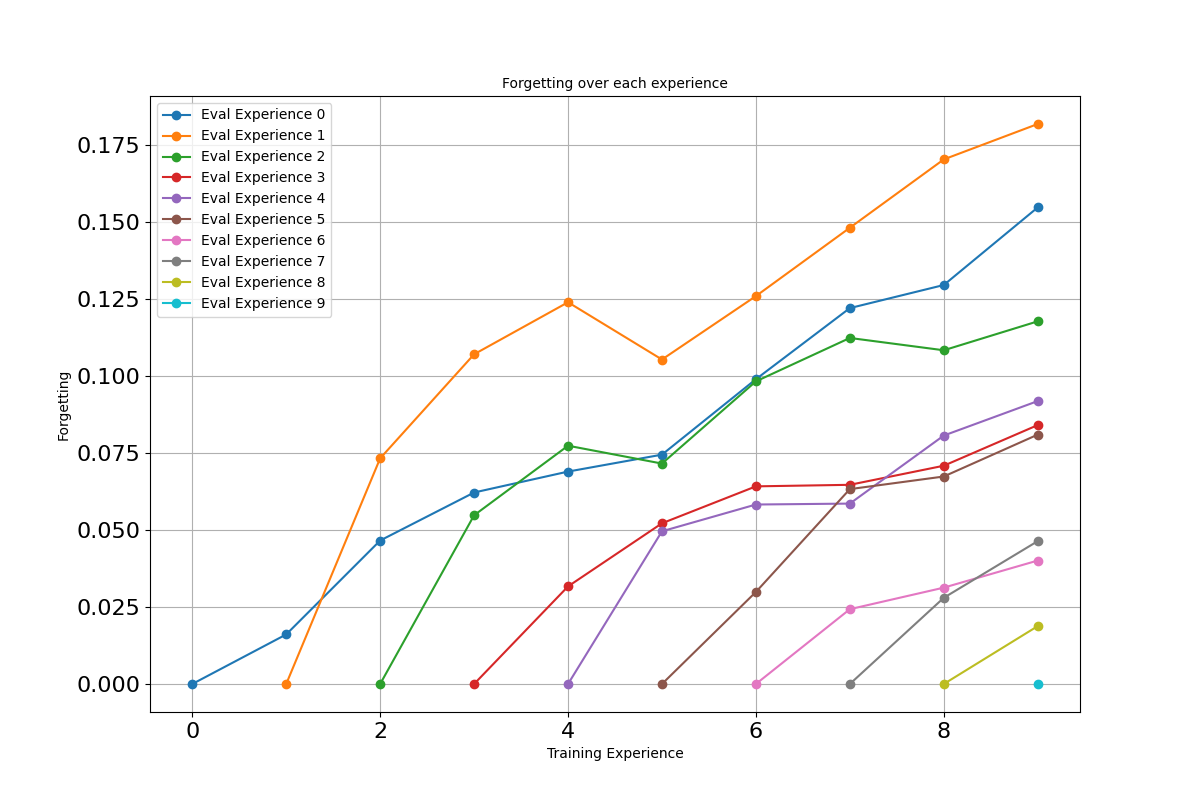 Forgetting over each experience
Eval Experience 0
Eval Experience 1
Eval Experience 2
Eval Experience 3
Eval Experience 4
Eval Experience 5
Eval Experience 6
Eval Experience 7
Eval Experience 8
Eval Experience 9
0.175
0.150
0.125
0.100
0.075
0.050
0.025
0.000
Forgetting
0 2 4 6 8
Training Experience